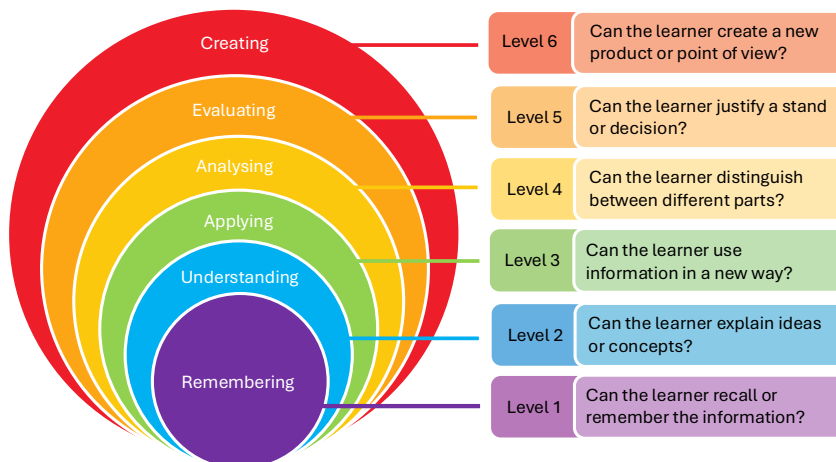 Creating
Level 6
Can the learner create a new
product or point of view?
Evaluating
Level 5
Can the learner justify a stand
or decision?
Analysing
Level 4
Can the learner distinguish
between different parts?
Applying
Level 3
Can the learner use
information in a new way?
Understanding
Level 2
Can the learner explain ideas
or concepts?
Remembering
Level 1
Can the learner recall or
remember the information?